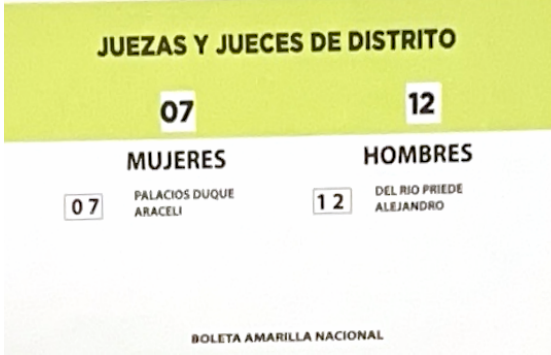 JUEZAS Y JUECES DE DISTRITO
07
12
MUJERES
HOMBRES
07
PALACIOS DUQUE
ARACELI
12
DEL RIO PRIEDE
ALEJANDRO
BOLETA AMARILLA NACIONAL